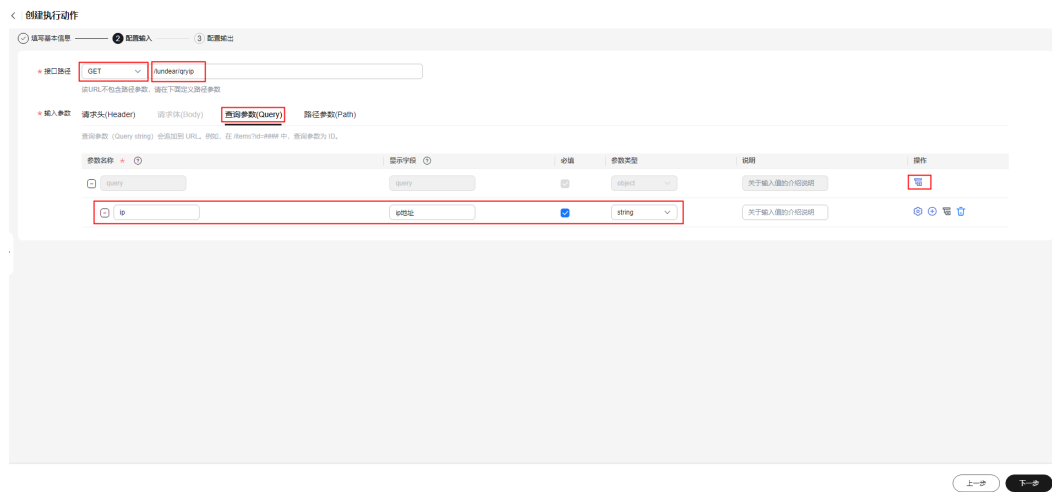 创建执行动作
填写基本信息 2 配置输入 3 配置输出
* 接口路径 GET /lundear/qryip
该URL不包含路径参数，请在下面定义路径参数
* 输入参数 请求头(Header) 请求体(Body) 查询参数(Query) 路径参数(Path)
查询参数（Query string）会追加到 URL。例如，在 /items?id=#### 中，查询参数为 ID。
参数名称 * 显示字段 必填 参数类型 说明 操作
query query object 关于输入值的介绍说明
ip ip地址 string 关于输入值的介绍说明
上一步 下一步